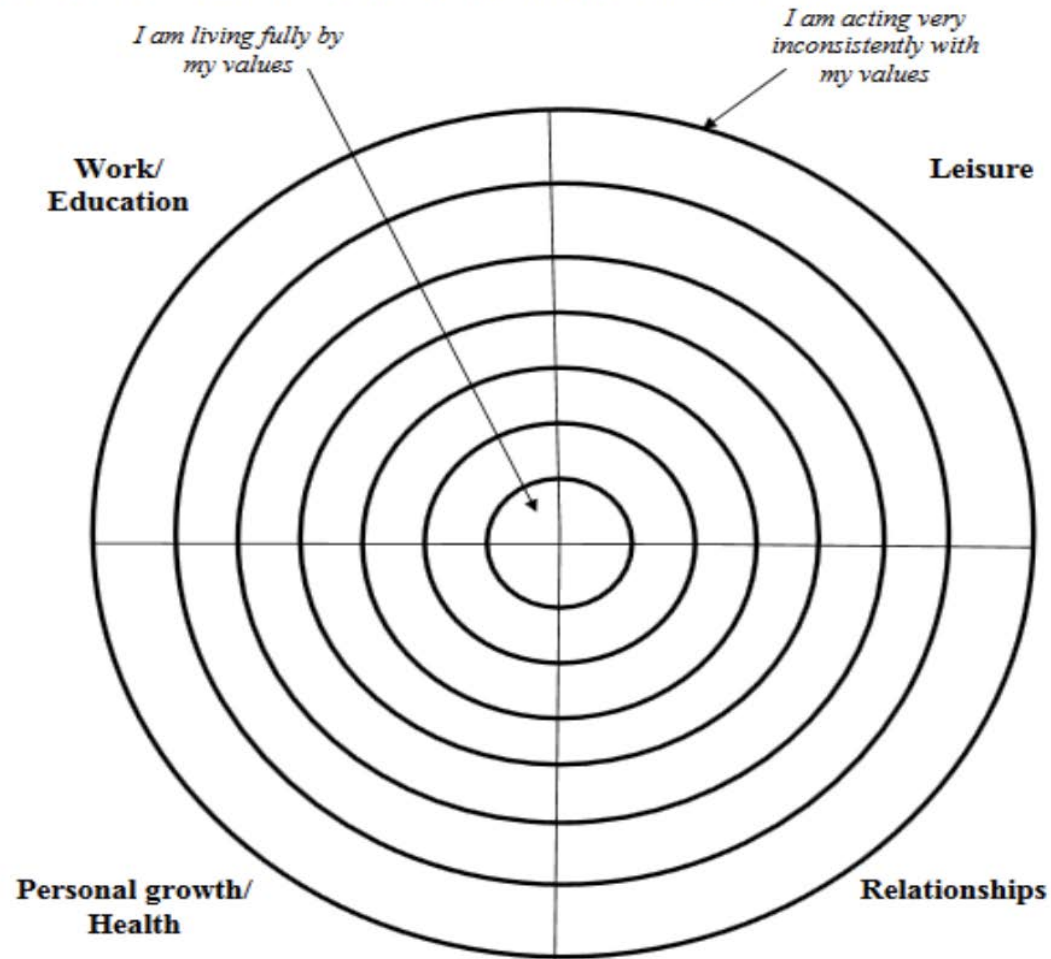 I am living fully by
my values
I am acting very
inconsistently with
my values
Work/
Education
Leisure
Personal growth/
Health
Relationships